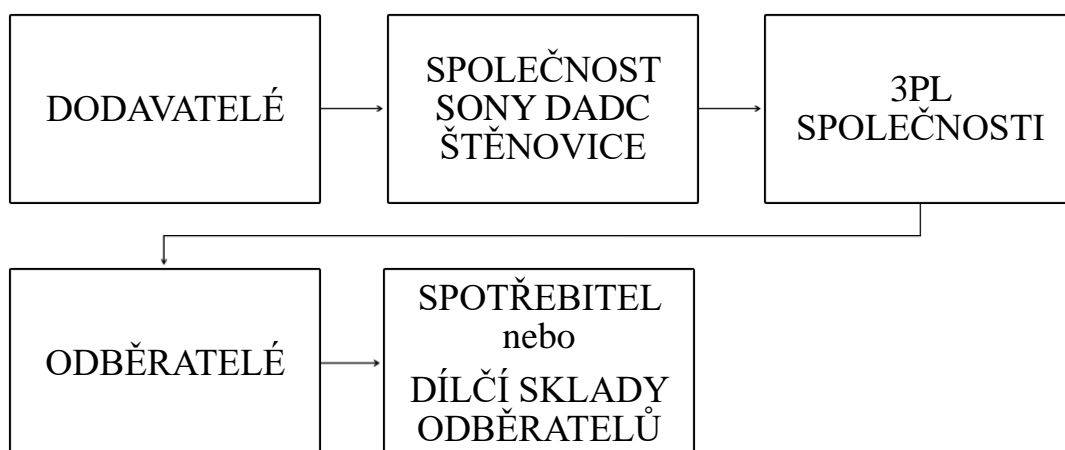 DODAVATELÉ
SPOLEČNOST
SONY DADC
ŠTĚNOVICE
3PL
SPOLEČNOSTI
ODBĚRATELÉ
SPOTŘEBITEL
nebo
DÍLČÍ SKLADY
ODBĚRATELŮ